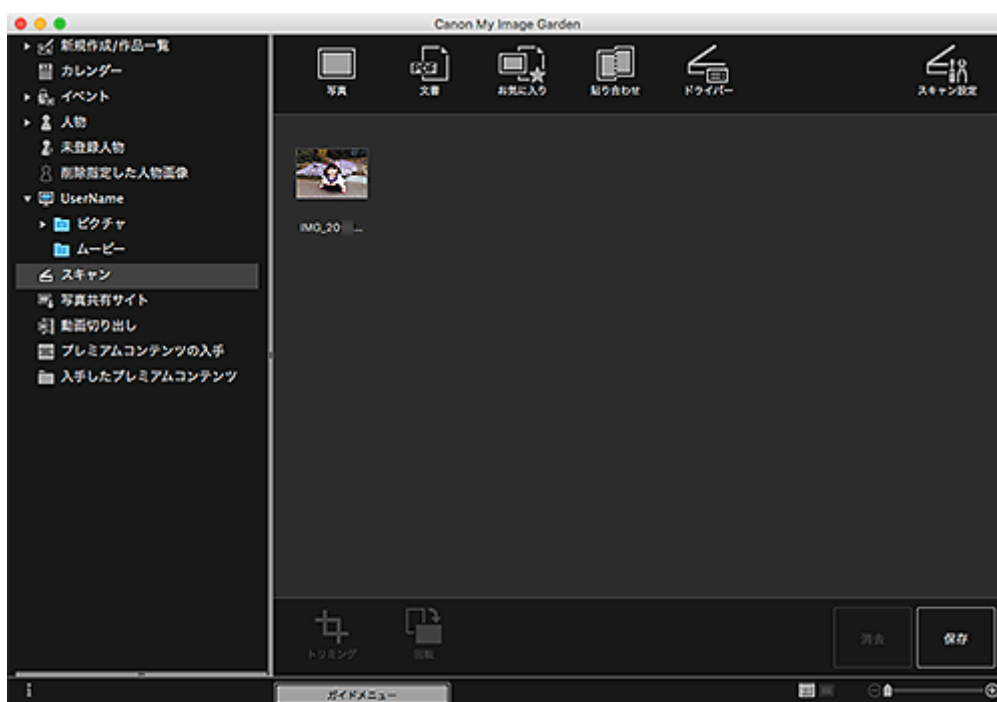 Canon My Image Garden
新規作成/作品一覧
カレンダー
イベント
人物
未登録人物
削除指定した人物画像
UserName
ピクチャ
ムービー
スキャン
写真共有サイト
動画切り出し
プレミアムコンテンツの入手
入手したプレミアムコンテンツ
写真
PDF
文書
お気に入り
貼り合わせ
ドライバー
スキャン設定
IMG_20 ...
トリミング
回転
消去
保存
ガイドメニュー